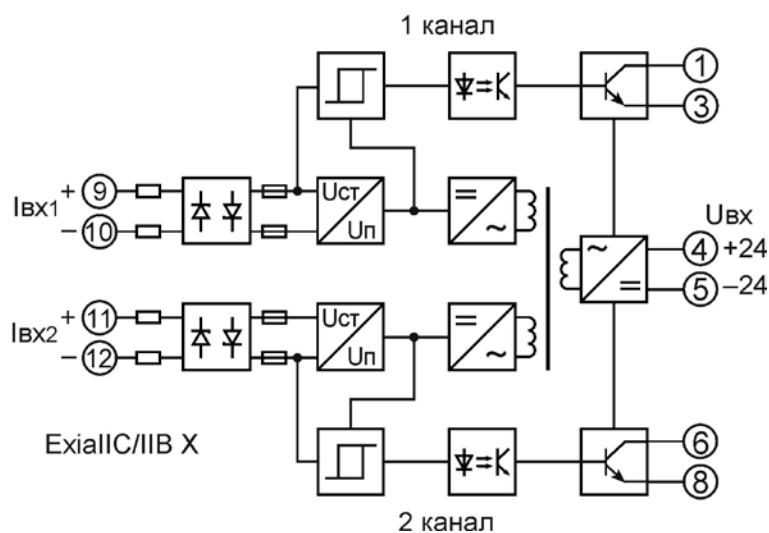 1 канал
1
3
Iвх1
+ 9
− 10
Uст
Uп
Uвх
4 +24
5 −24
Iвх2
+ 11
− 12
Uст
Uп
ExiaIIC/IIB X
6
8
2 канал